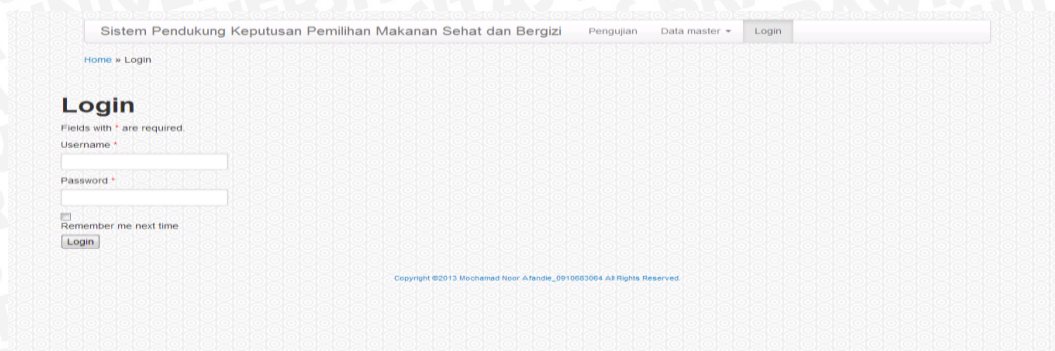 Sistem Pendukung Keputusan Pemilihan Makanan Sehat dan Bergizi Pengujian Data master Login
Home » Login
Login
Fields with * are required.
Username *
Password *
Remember me next time
Login
Copyright ©2013 Mochamad Noor Afandie_0910683064 All Rights Reserved.